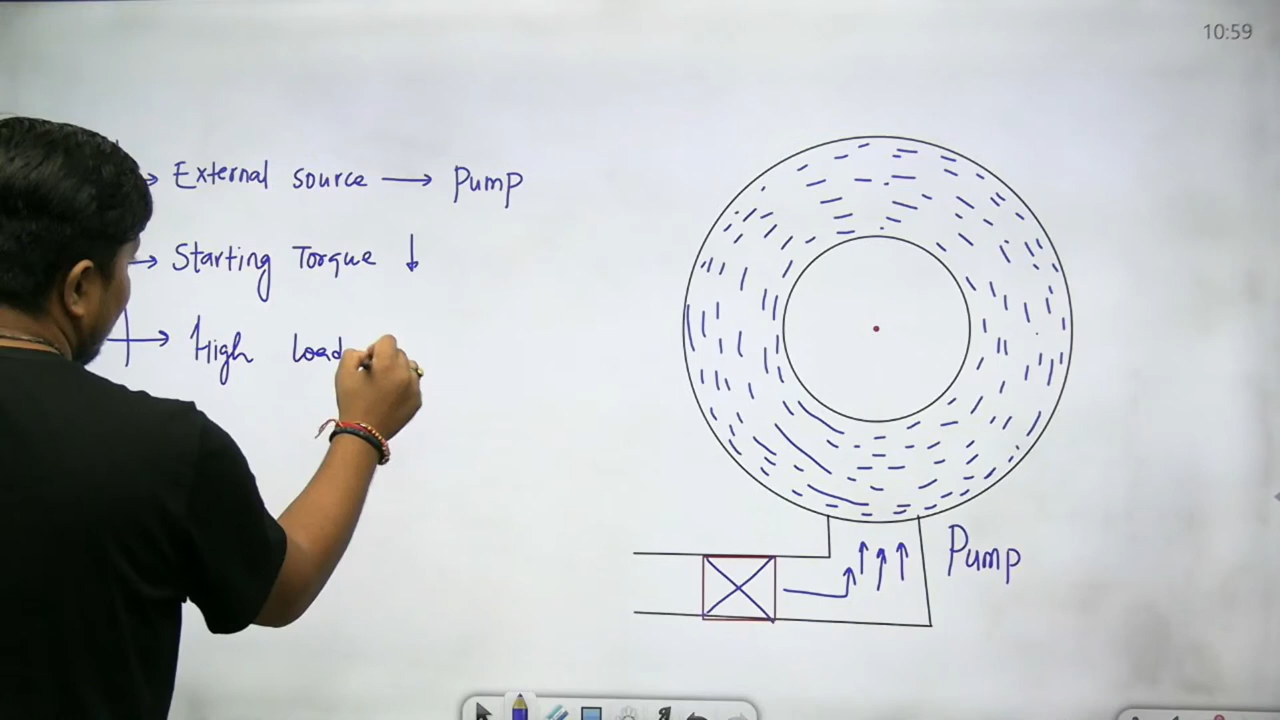 10:59
External source → Pump
Starting Torque ↓
High load
Pump